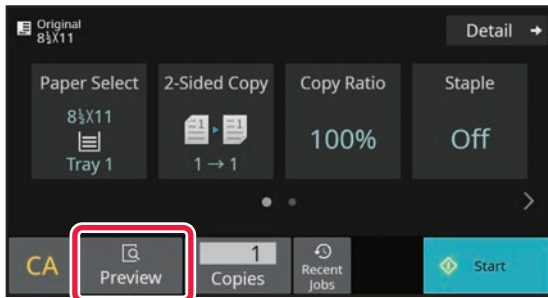 Original
8½X11
Detail
Paper Select
2-Sided Copy
Copy Ratio
Staple
8½X11
Tray 1
1 → 1
100%
Off
CA
Preview
1
Copies
Recent
Jobs
Start